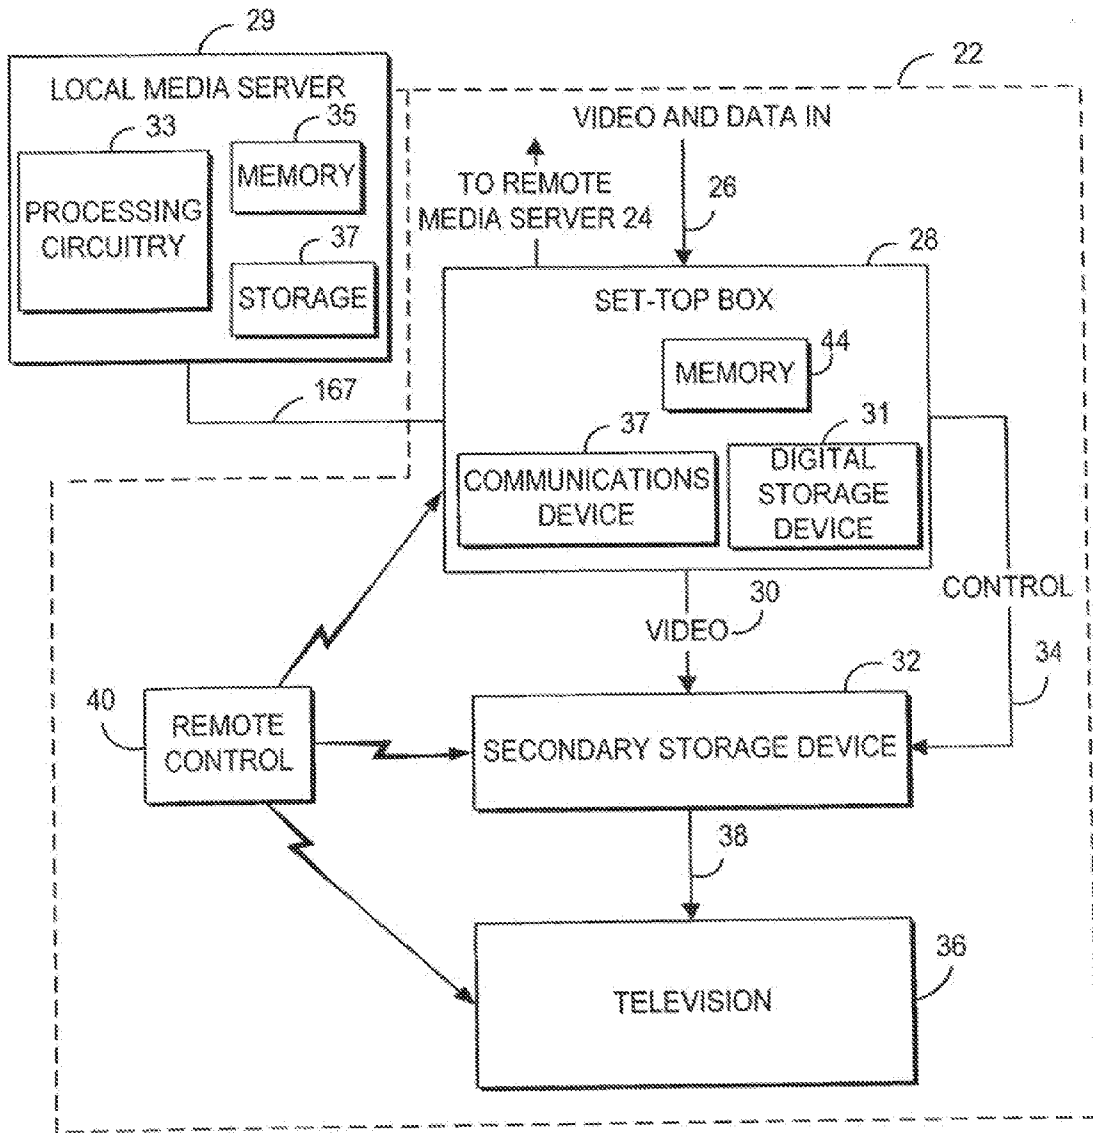 29
LOCAL MEDIA SERVER
33
PROCESSING
CIRCUITRY
35
MEMORY
37
STORAGE
22
VIDEO AND DATA IN
TO REMOTE
MEDIA SERVER 24
26
28
SET-TOP BOX
MEMORY
44
167
37
COMMUNICATIONS
DEVICE
31
DIGITAL
STORAGE
DEVICE
CONTROL
30
VIDEO
32
34
40
REMOTE
CONTROL
SECONDARY STORAGE DEVICE
38
36
TELEVISION